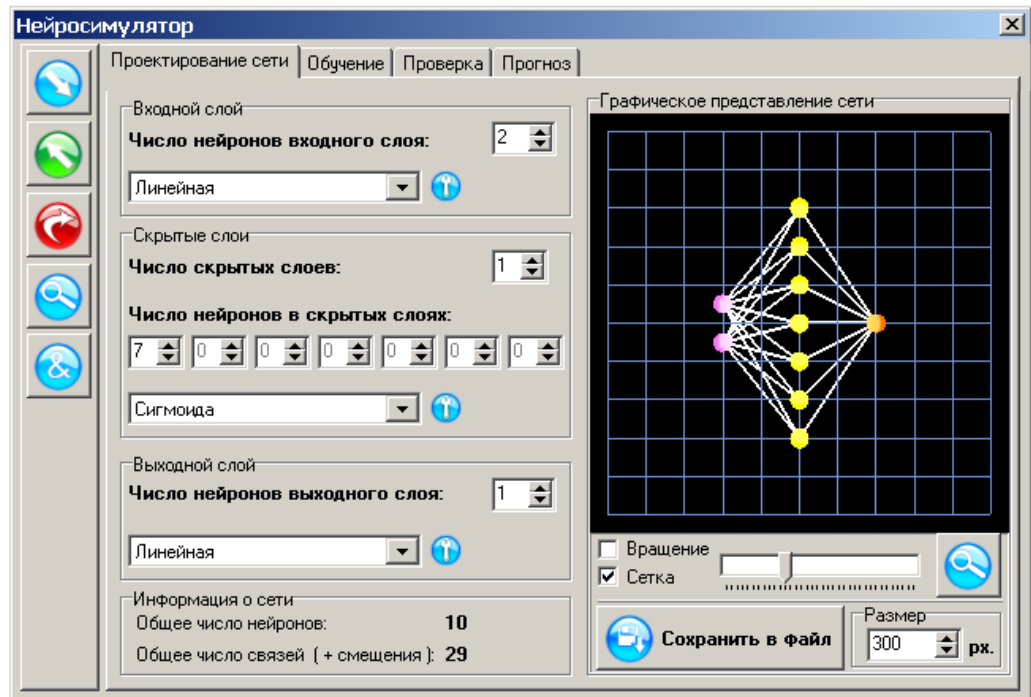 Нейросимулятор
Проектирование сети Обучение Проверка Прогноз
Входной слой
Число нейронов входного слоя: 2
Линейная
Скрытые слои
Число скрытых слоев: 1
Число нейронов в скрытых слоях:
7 0 0 0 0 0 0
Сигмоида
Выходной слой
Число нейронов выходного слоя: 1
Линейная
Информация о сети
Общее число нейронов: 10
Общее число связей ( + смещения ): 29
Графическое представление сети
Вращение
Сетка
Сохранить в файл
Размер
300 px.
&